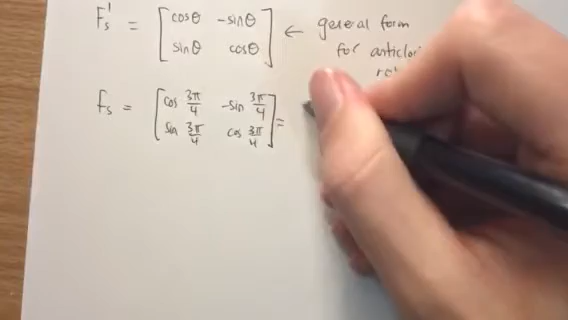 Fs' = [cosθ -sinθ
sinθ cosθ] ← general form
for
Fs = [cos 3π/4 -sin 3π/4
sin 3π/4 cos 3π/4] =